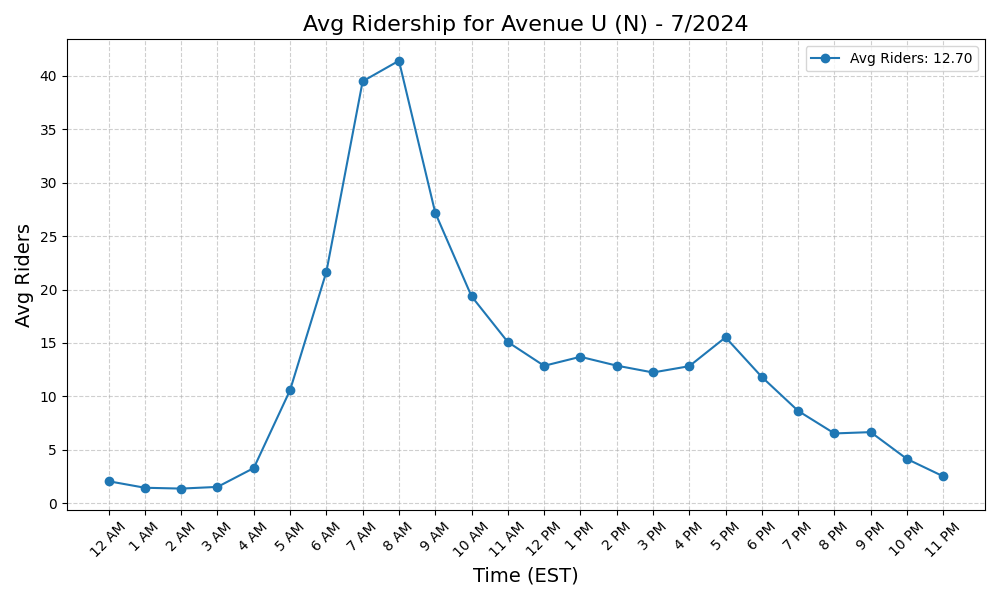 Avg Ridership for Avenue U (N) - 7/2024
Avg Riders: 12.70
Avg Riders
40
35
30
25
20
15
10
5
0
12 AM
1 AM
2 AM
3 AM
4 AM
5 AM
6 AM
7 AM
8 AM
9 AM
10 AM
11 AM
12 PM
1 PM
2 PM
3 PM
4 PM
5 PM
6 PM
7 PM
8 PM
9 PM
10 PM
11 PM
Time (EST)